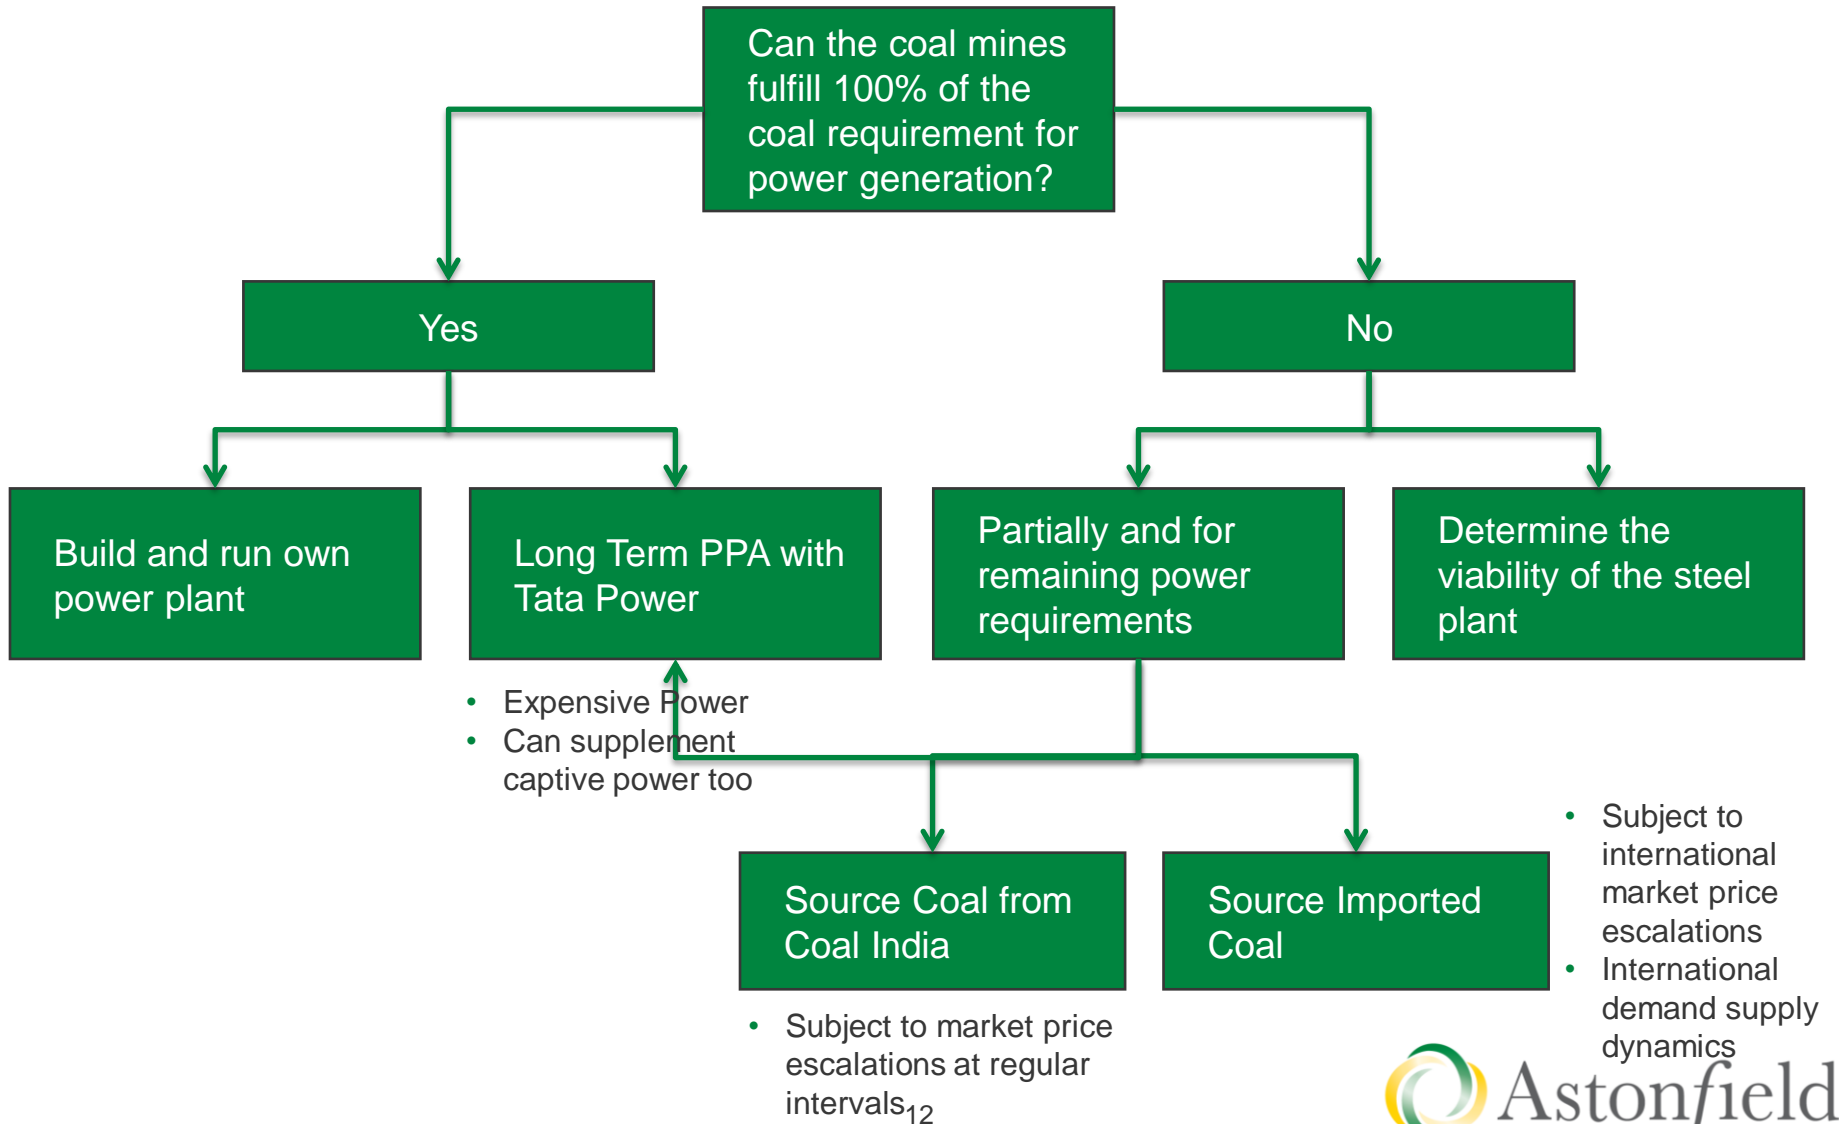 Can the coal mines
fulfill 100% of the
coal requirement for
power generation?
Yes
No
Build and run own
power plant
Long Term PPA with
Tata Power
Partially and for
remaining power
requirements
Determine the
viability of the steel
plant
• Expensive Power
• Can supplement
captive power too
Source Coal from
Coal India
Source Imported
Coal
• Subject to
international
market price
escalations
• International
demand supply
dynamics
• Subject to market price
escalations at regular
intervals
12
Astonfield